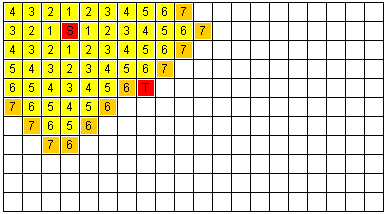 4 3 2 1 2 3 4 5 6 7
3 2 1 S 1 2 3 4 5 6 7
4 3 2 1 2 3 4 5 6 7
5 4 3 2 3 4 5 6 7
6 5 4 3 4 5 6 T
7 6 5 4 5 6
7 6 5 6
7 6